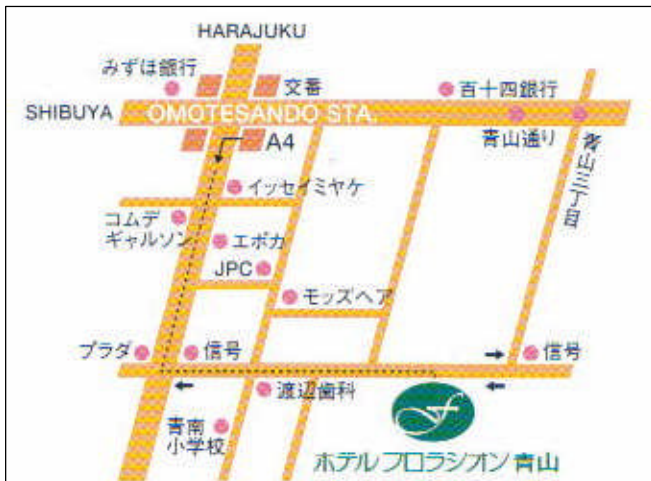 HARAJUKU
みずほ銀行
交番
百十四銀行
SHIBUYA
OMOTESANDO STA.
A4
青山通り
青山三丁目
イッセイミヤケ
コムデ
ギャルソン
エポカ
JPC
モッズヘア
プラダ
信号
信号
渡辺歯科
青南
小学校
ホテルフロラシオン青山